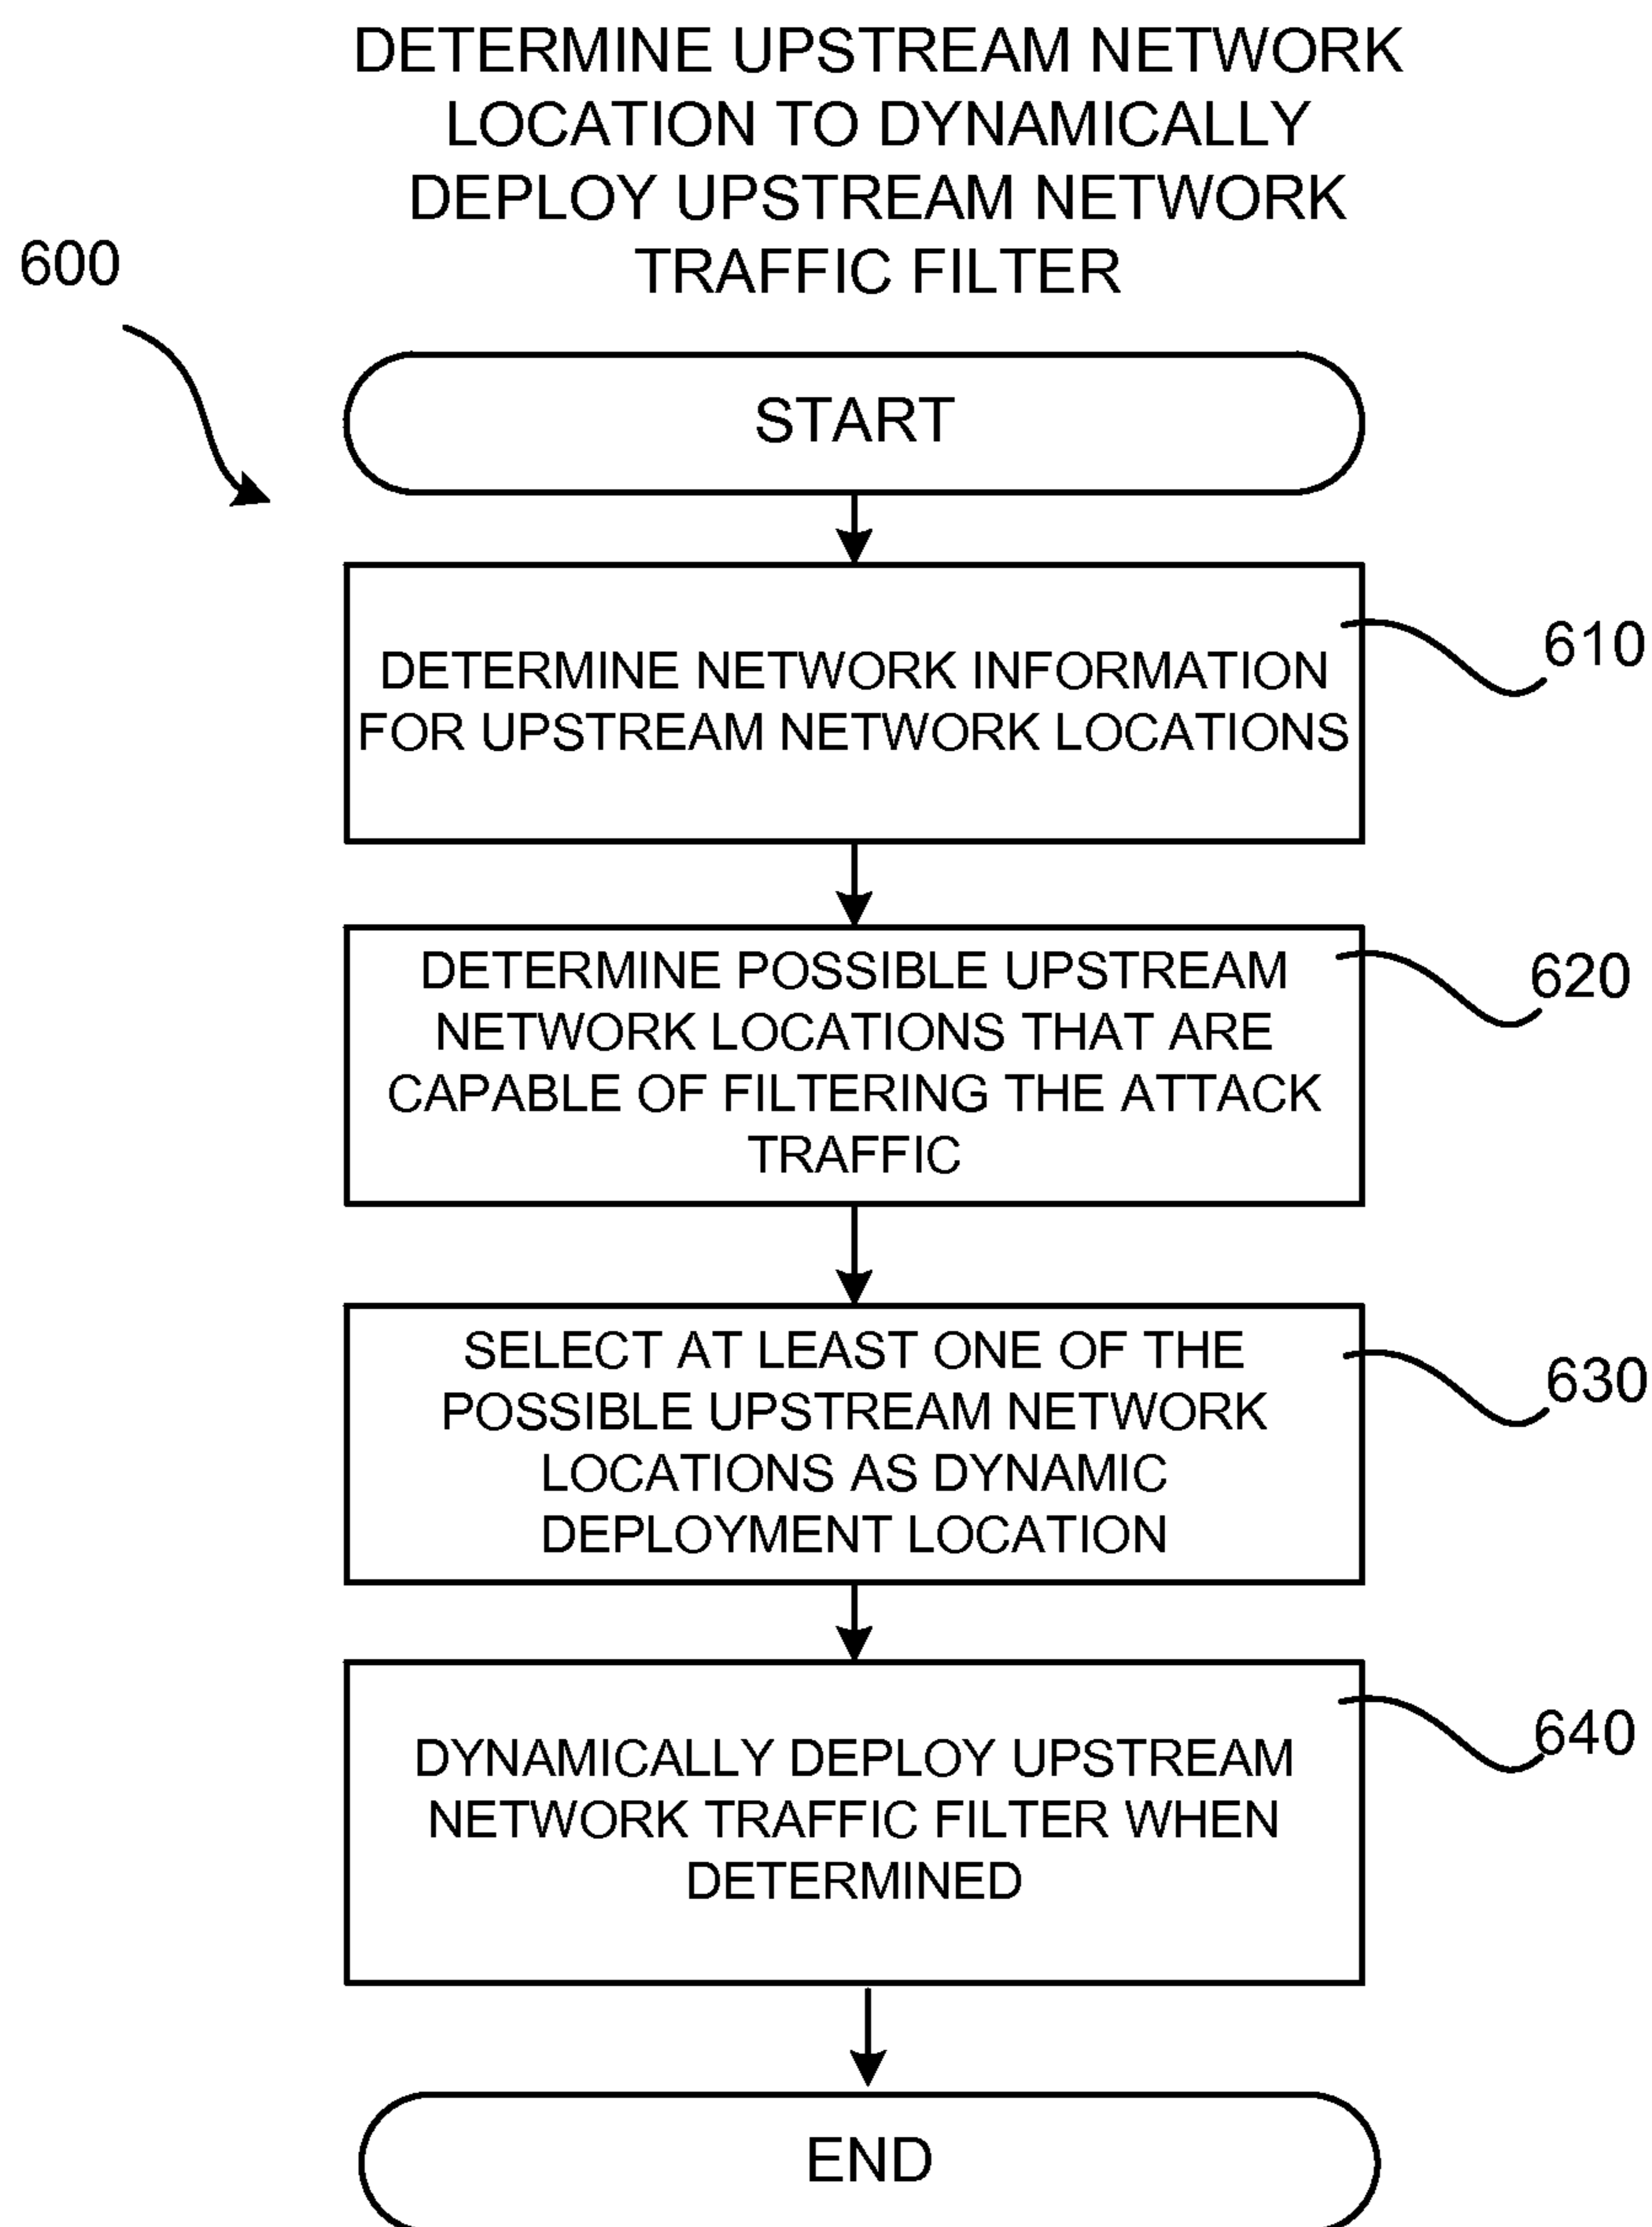 DETERMINE UPSTREAM NETWORK
LOCATION TO DYNAMICALLY
DEPLOY UPSTREAM NETWORK
TRAFFIC FILTER
600
START
DETERMINE NETWORK INFORMATION
FOR UPSTREAM NETWORK LOCATIONS
610
DETERMINE POSSIBLE UPSTREAM
NETWORK LOCATIONS THAT ARE
CAPABLE OF FILTERING THE ATTACK
TRAFFIC
620
SELECT AT LEAST ONE OF THE
POSSIBLE UPSTREAM NETWORK
LOCATIONS AS DYNAMIC
DEPLOYMENT LOCATION
630
DYNAMICALLY DEPLOY UPSTREAM
NETWORK TRAFFIC FILTER WHEN
DETERMINED
640
END